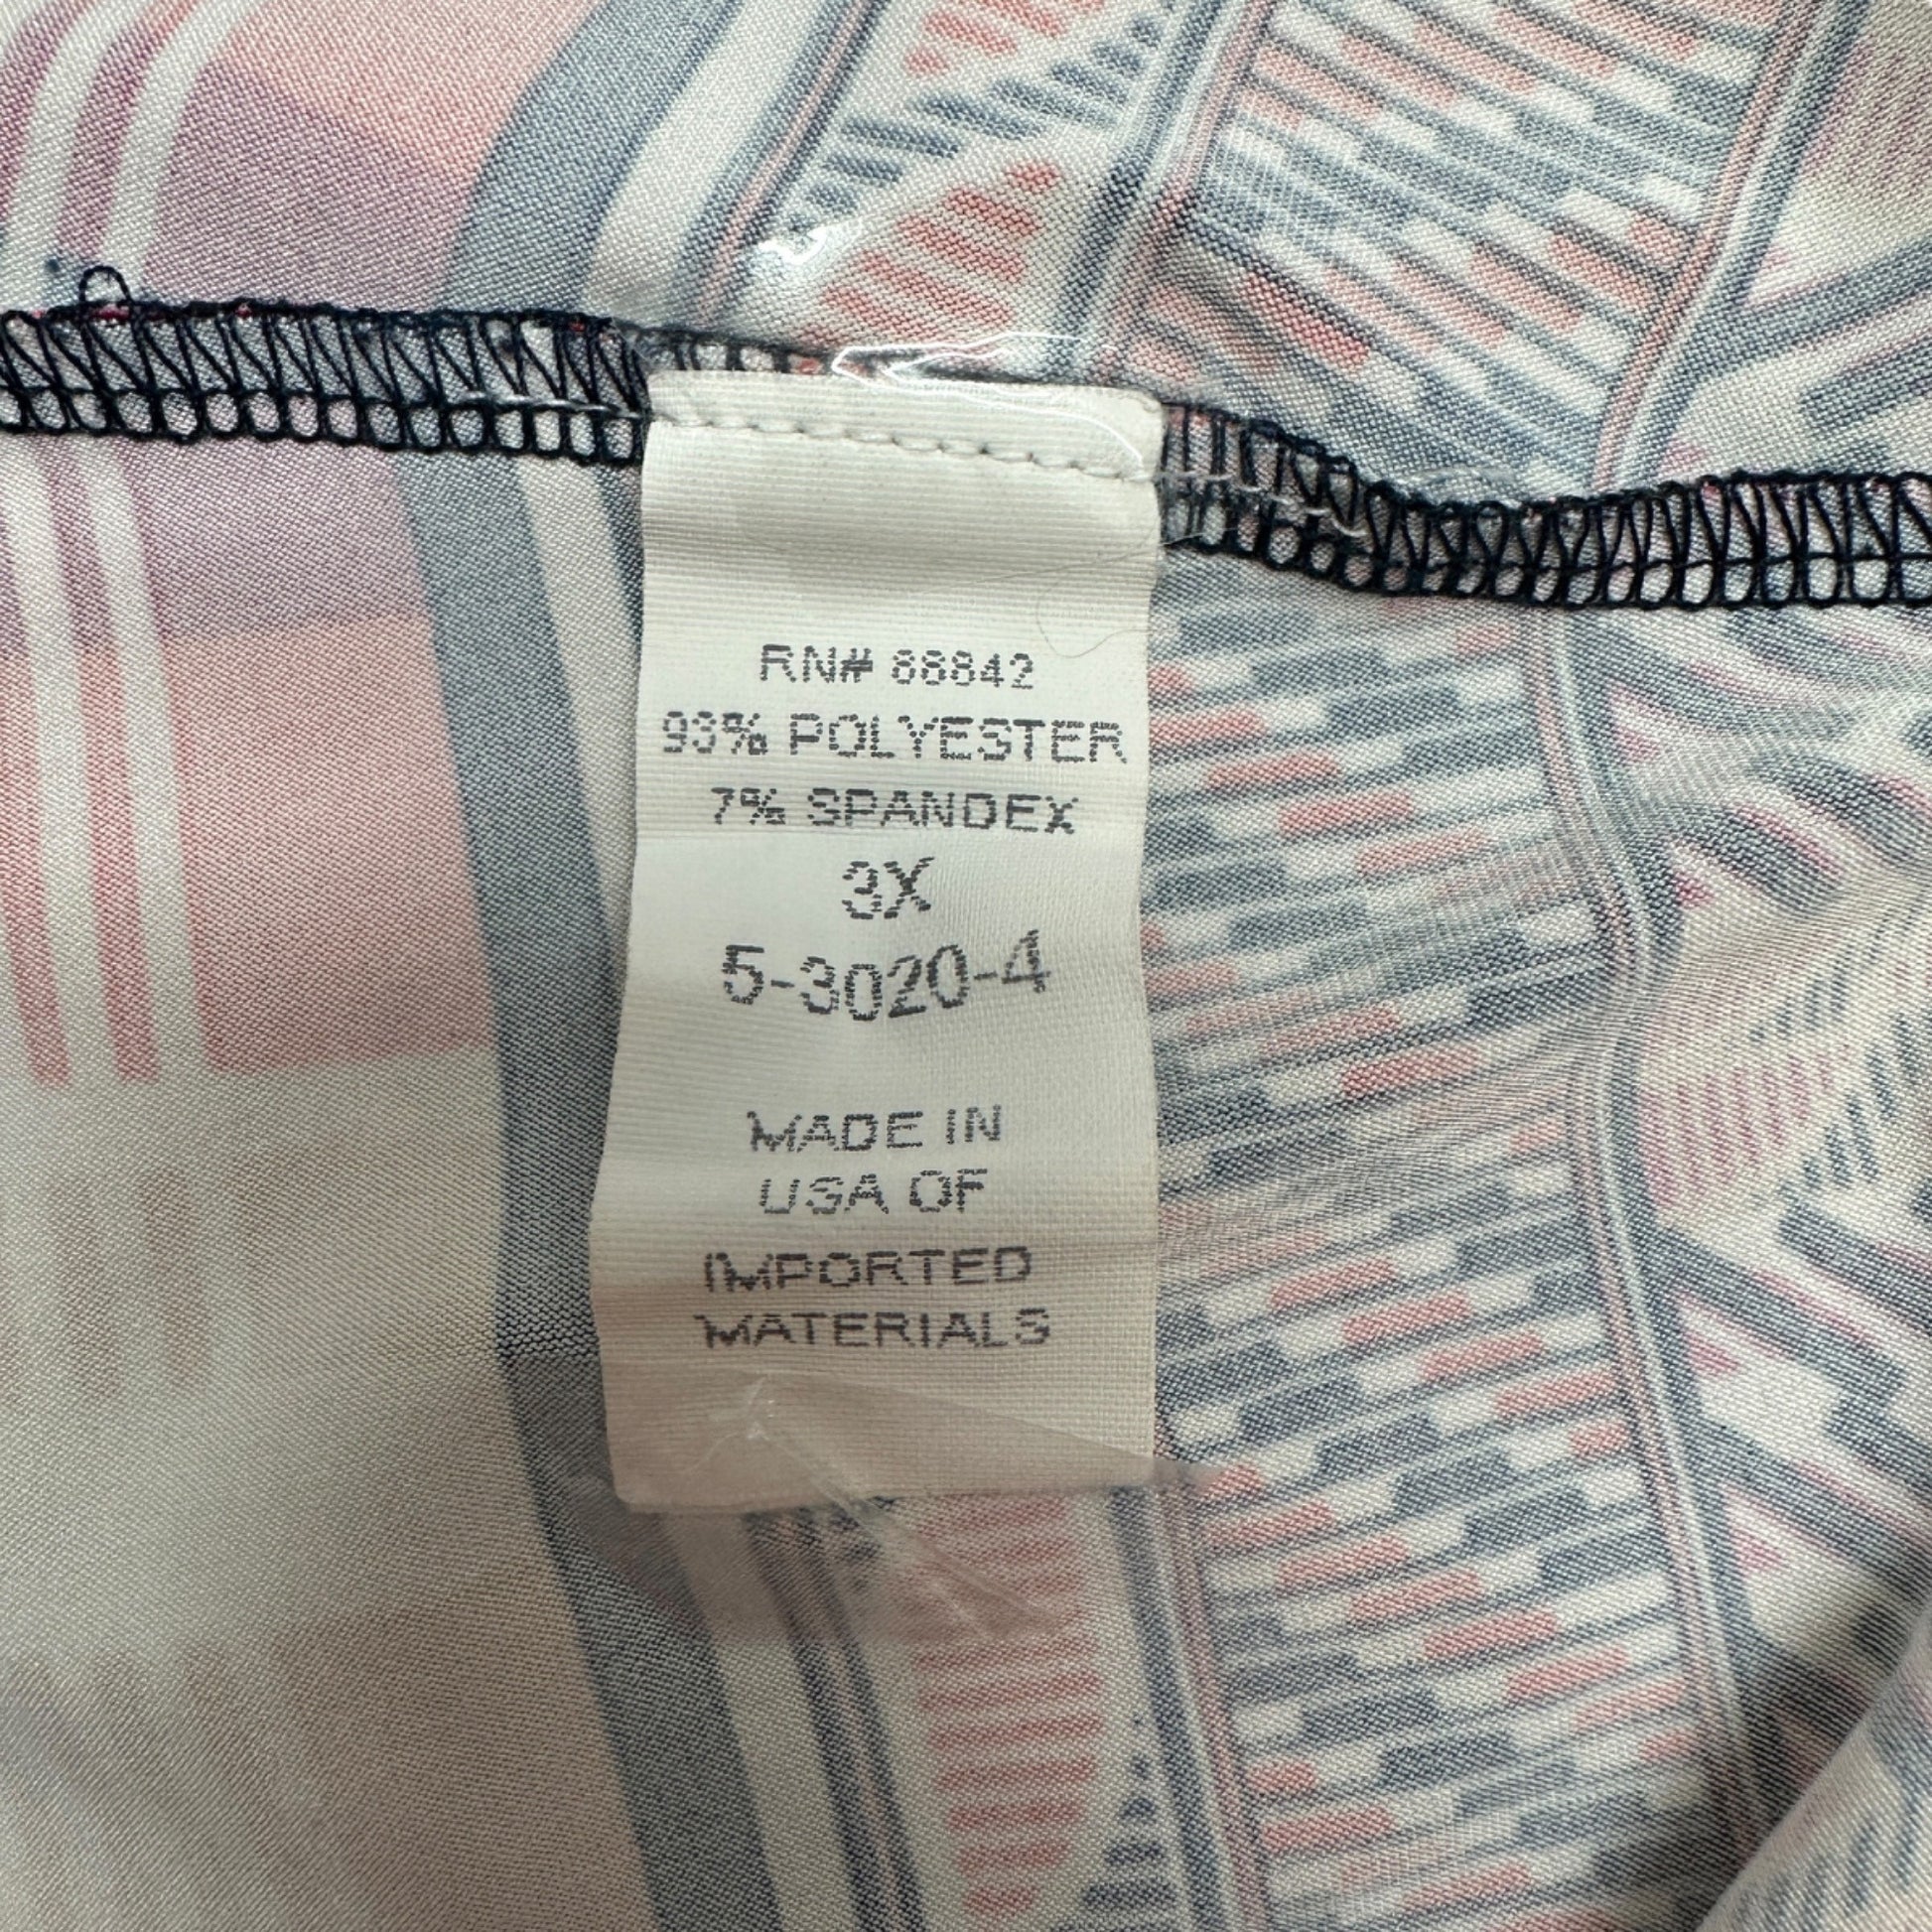 RN# 88842
93% POLYESTER
7% SPANDEX
3X
5-3020-4
MADE IN
USA OF
IMPORTED
MATERIALS